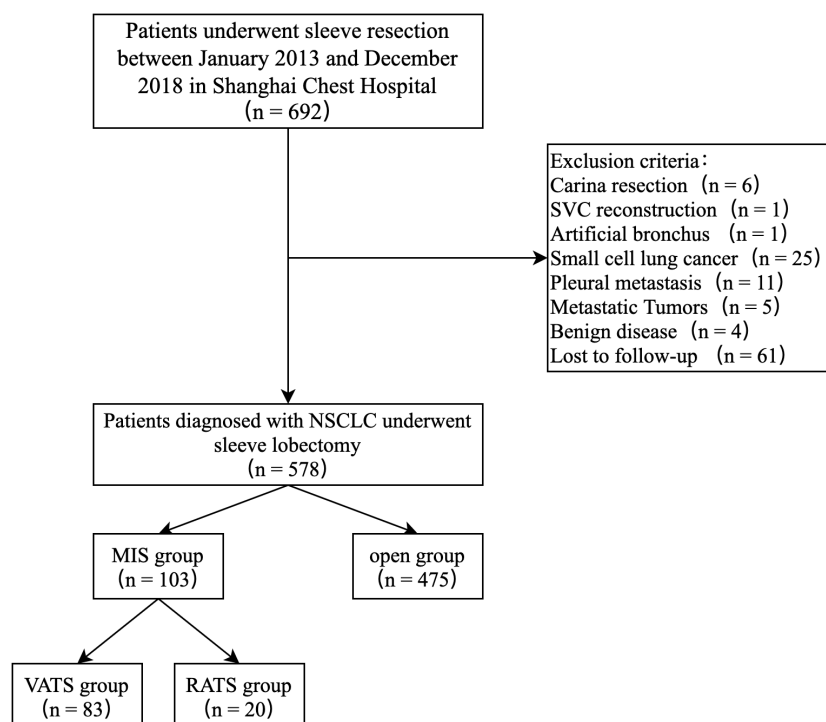 Patients underwent sleeve resection
between January 2013 and December
2018 in Shanghai Chest Hospital
(n = 692)
Exclusion criteria：
Carina resection（n = 6)
SVC reconstruction（n = 1)
Artificial bronchus（n = 1)
Small cell lung cancer（n = 25)
Pleural metastasis（n = 11)
Metastatic Tumors（n = 5)
Benign disease（n = 4)
Lost to follow-up（n = 61)
Patients diagnosed with NSCLC underwent
sleeve lobectomy
(n = 578)
MIS group
(n = 103)
open group
(n = 475)
VATS group
(n = 83)
RATS group
(n = 20)